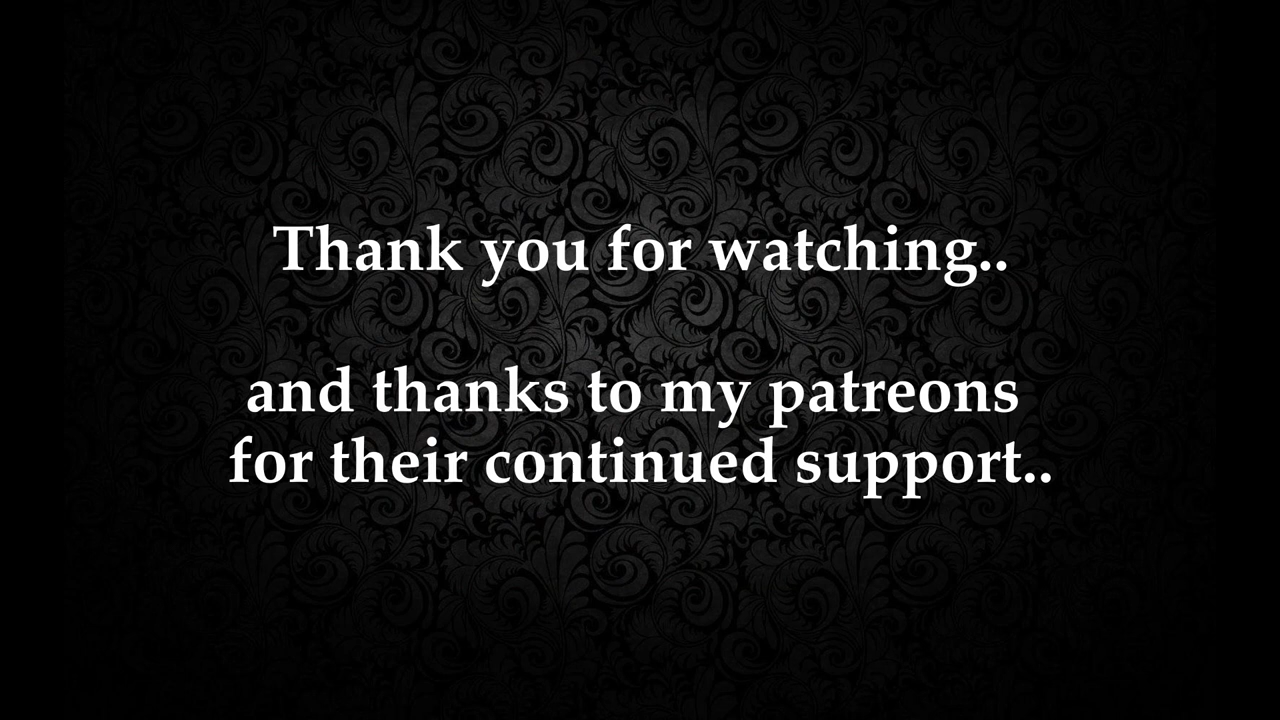 Thank you for watching..
and thanks to my patreons
for their continued support..